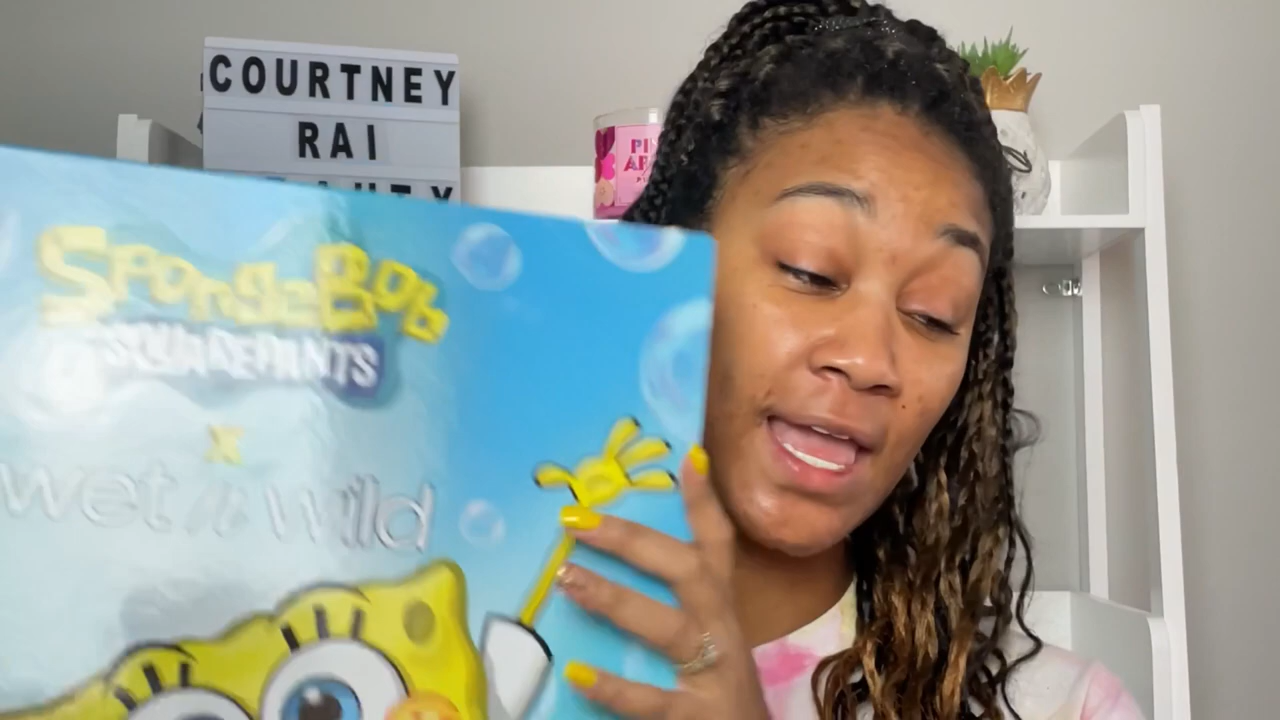 COURTNEY
RAI
SPONGEBOB
SQUAREPANTS
x
wet n wild